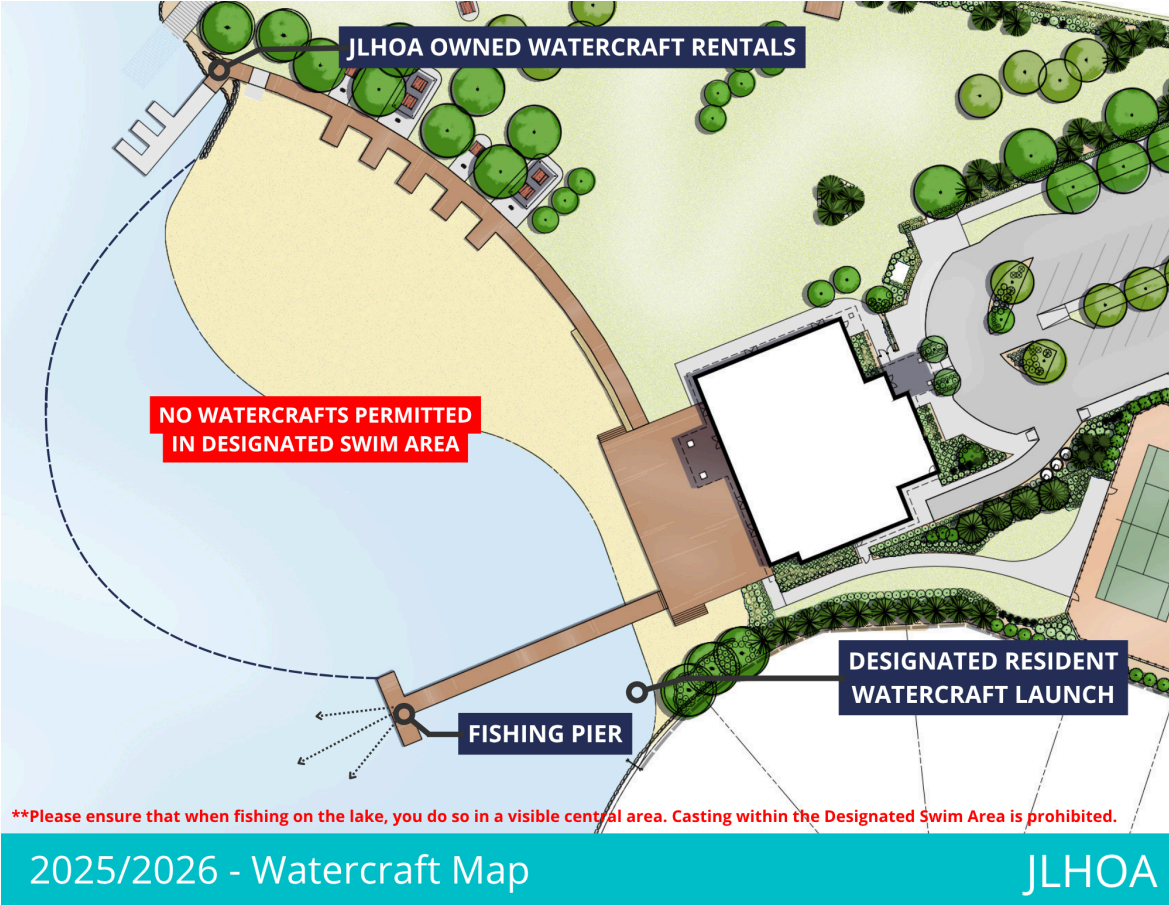 JLHOA OWNED WATERCRAFT RENTALS
NO WATERCRAFTS PERMITTED
IN DESIGNATED SWIM AREA
DESIGNATED RESIDENT
WATERCRAFT LAUNCH
FISHING PIER
**Please ensure that when fishing on the lake, you do so in a visible central area. Casting within the Designated Swim Area is prohibited.
2025/2026 - Watercraft Map
JLHOA